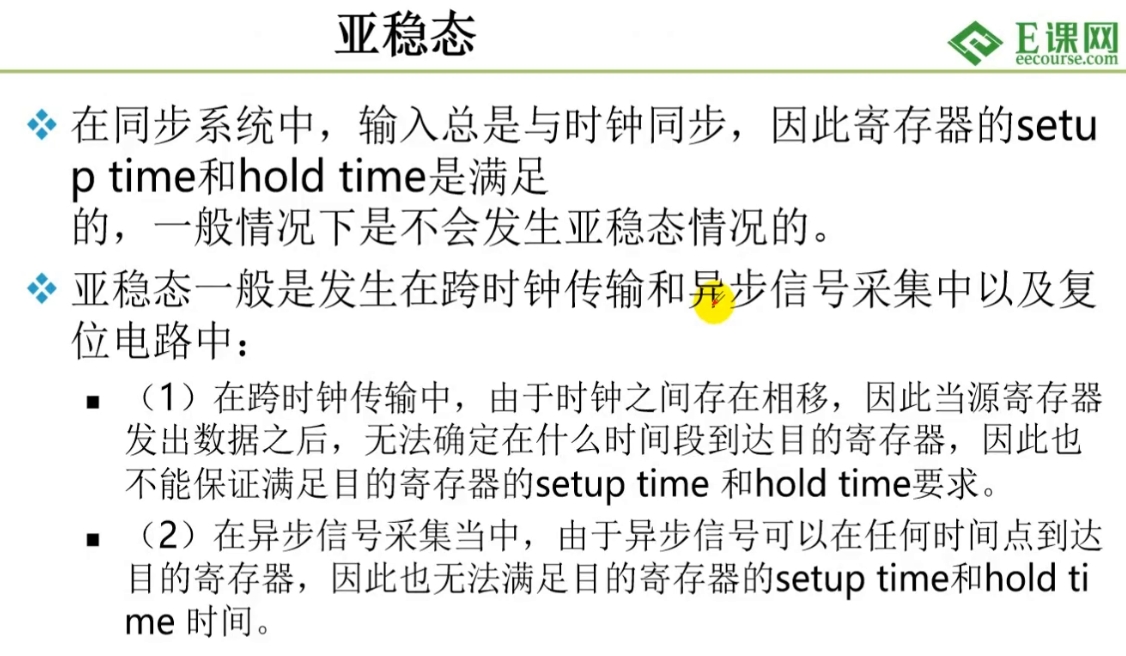 亚稳态
E课网
eecourse.com
在同步系统中，输入总是与时钟同步，因此寄存器的setu
p time和hold time是满足
的，一般情况下是不会发生亚稳态情况的。
亚稳态一般是发生在跨时钟传输和异步信号采集中以及复
位电路中：
（1）在跨时钟传输中，由于时钟之间存在相移，因此当源寄存器
发出数据之后，无法确定在什么时间段到达目的寄存器，因此也
不能保证满足目的寄存器的setup time 和hold time要求。
（2）在异步信号采集当中，由于异步信号可以在任何时间点到达
目的寄存器，因此也无法满足目的寄存器的setup time和hold ti
me 时间。